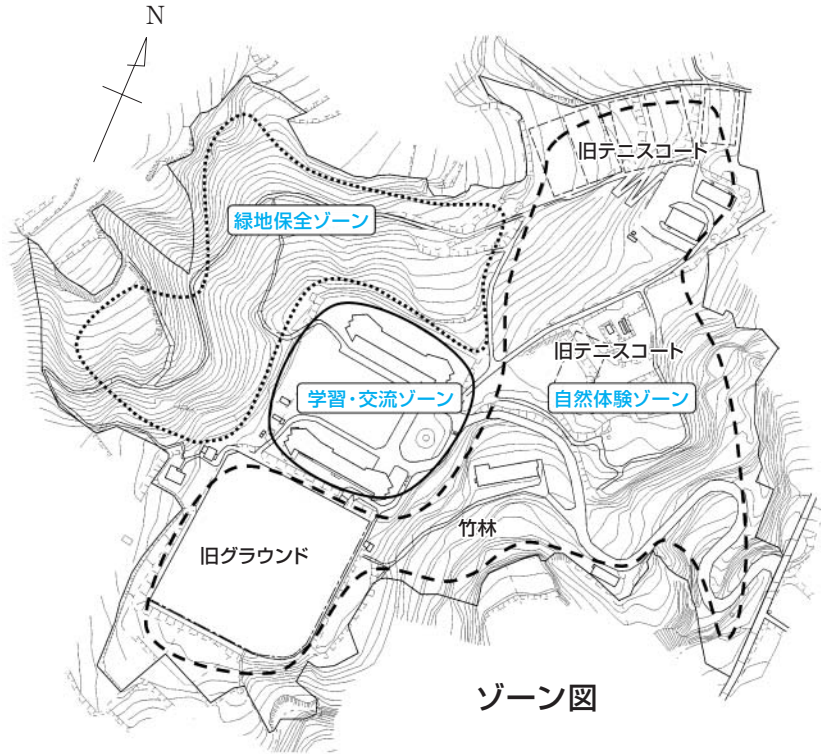 N
旧テニスコート
緑地保全ゾーン
旧テニスコート
学習・交流ゾーン
自然体験ゾーン
竹林
旧グラウンド
ゾーン図